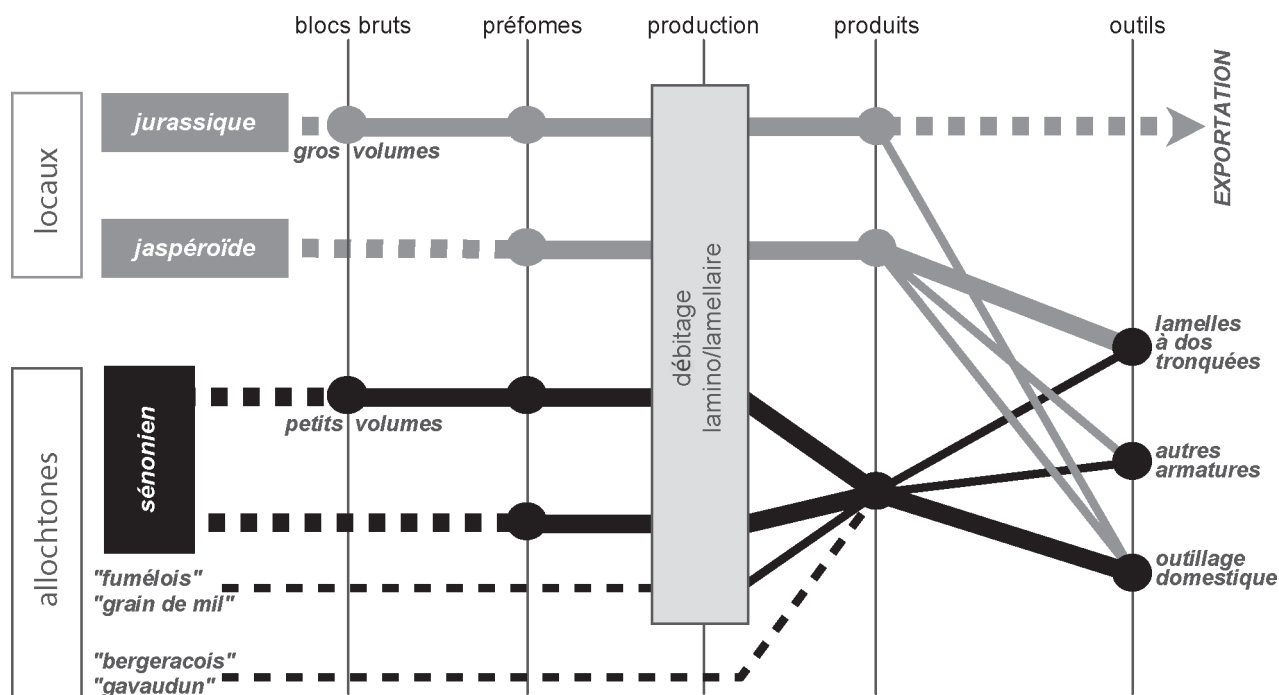 blocs bruts
préfomes
production
produits
outils
EXPORTATION
locaux
jurassique
gros volumes
jaspéroïde
débitage
lamino/lamellaire
lamelles
à dos
tronquées
allochtones
sénonien
petits volumes
autres
armatures
outillage
domestique
"fumélois"
"grain de mil"
"bergeracois"
"gavaudun"